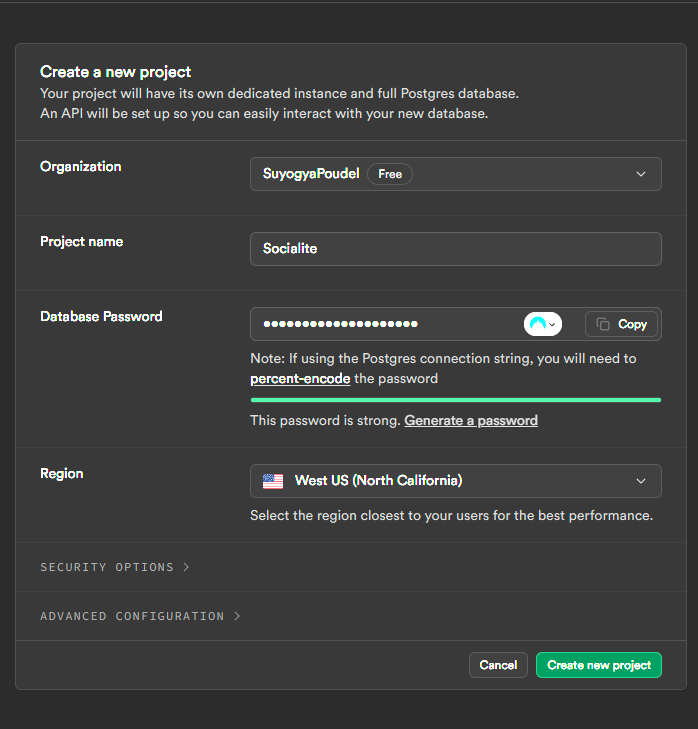 Create a new project
Your project will have its own dedicated instance and full Postgres database.
An API will be set up so you can easily interact with your new database.
Organization
SuyogyaPoudel Free
Project name
Socialite
Database Password
•••••••••••••••••••• Copy
Note: If using the Postgres connection string, you will need to
percent-encode the password
This password is strong. Generate a password
Region
West US (North California)
Select the region closest to your users for the best performance.
SECURITY OPTIONS >
ADVANCED CONFIGURATION >
Cancel Create new project